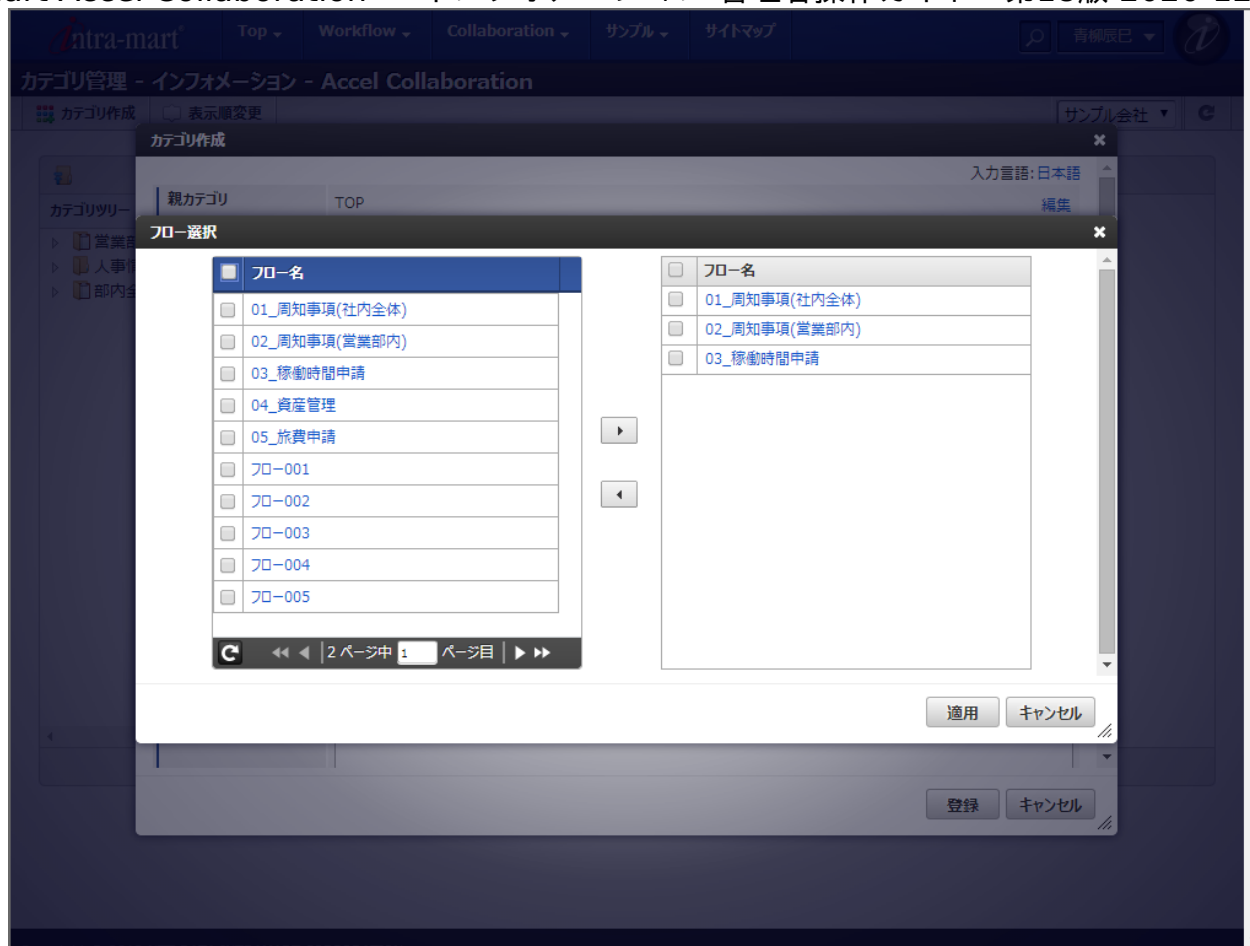 intra-mart Top Workflow Collaboration サンプル サイトマップ 青柳辰巳
カテゴリ管理 - インフォメーション - Accel Collaboration
カテゴリ作成 表示順変更 サンプル会社
カテゴリ作成
入力言語:日本語
親カテゴリ TOP 編集
カテゴリツリー
営業部
人事
部内
フロー選択
フロー名
01_周知事項(社内全体)
02_周知事項(営業部内)
03_稼働時間申請
04_資産管理
05_旅費申請
フロー001
フロー002
フロー003
フロー004
フロー005
2 ページ中 1 ページ目
フロー名
01_周知事項(社内全体)
02_周知事項(営業部内)
03_稼働時間申請
適用 キャンセル
登録 キャンセル